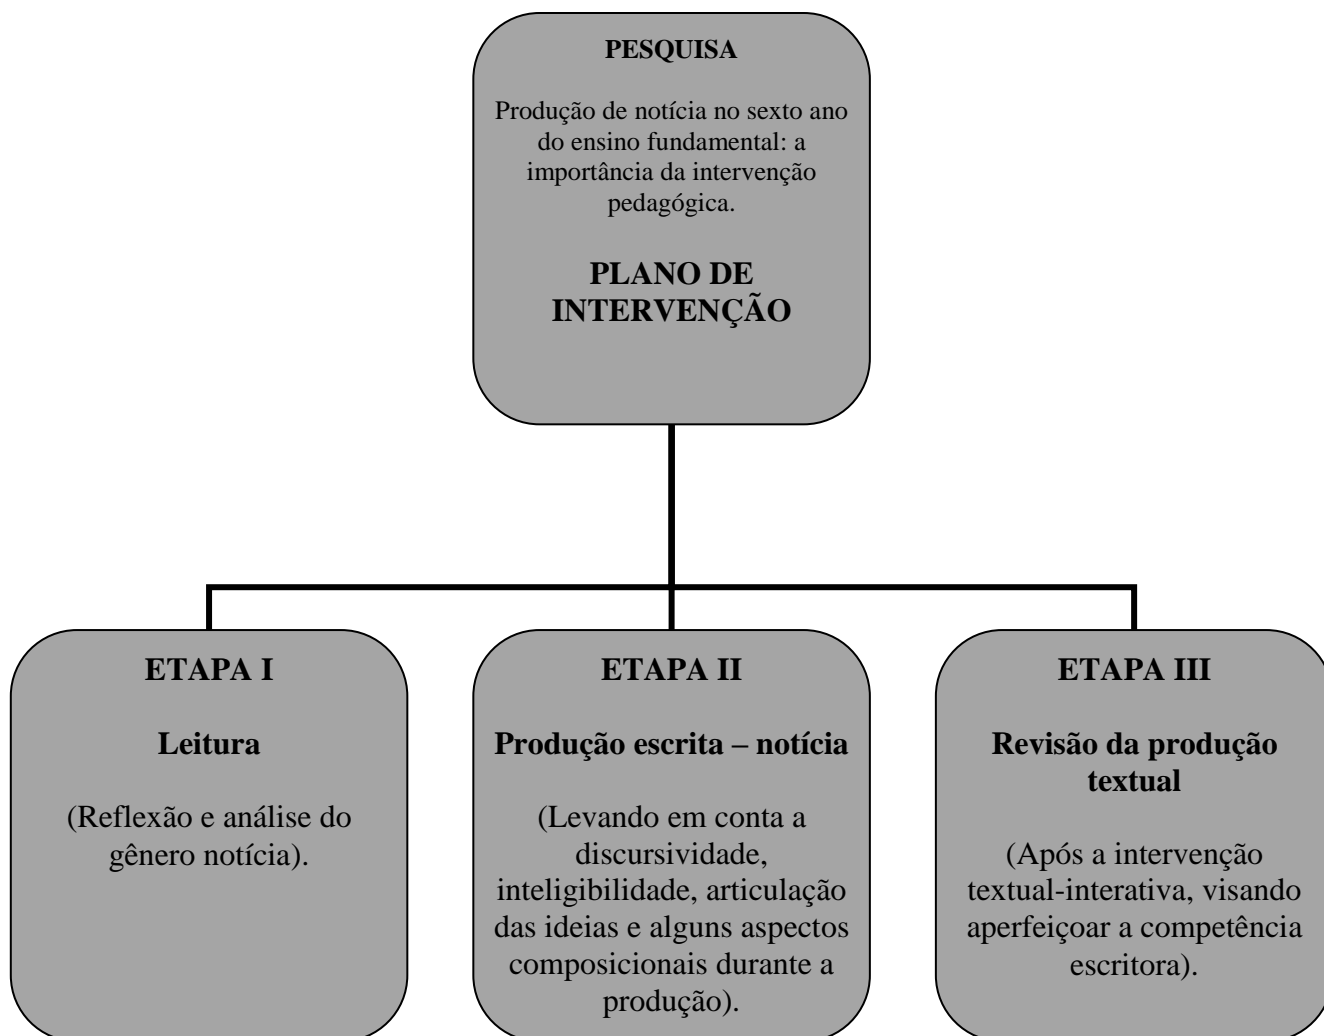 PESQUISA
Produção de notícia no sexto ano
do ensino fundamental: a
importância da intervenção
pedagógica.
PLANO DE
INTERVENÇÃO
ETAPA I
Leitura
(Reflexão e análise do
gênero notícia).
ETAPA II
Produção escrita – notícia
(Levando em conta a
discursividade,
inteligibilidade, articulação
das ideias e alguns aspectos
composicionais durante a
produção).
ETAPA III
Revisão da produção
textual
(Após a intervenção
textual-interativa, visando
aperfeiçoar a competência
escritora).